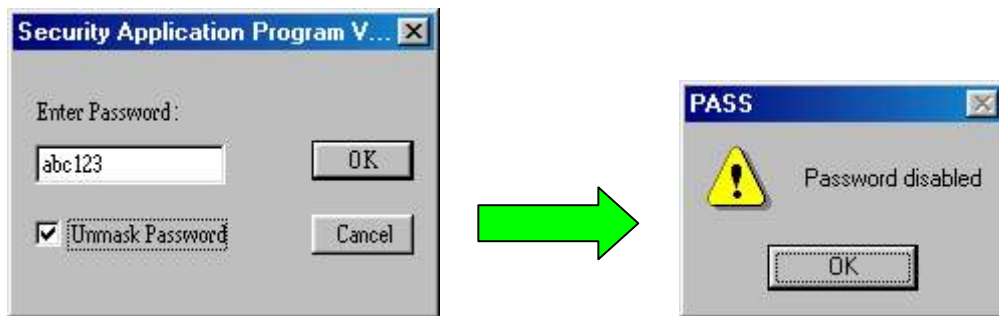 Security Application Program V...
Enter Password:
abc123
OK
Unmask Password
Cancel
PASS
Password disabled
OK